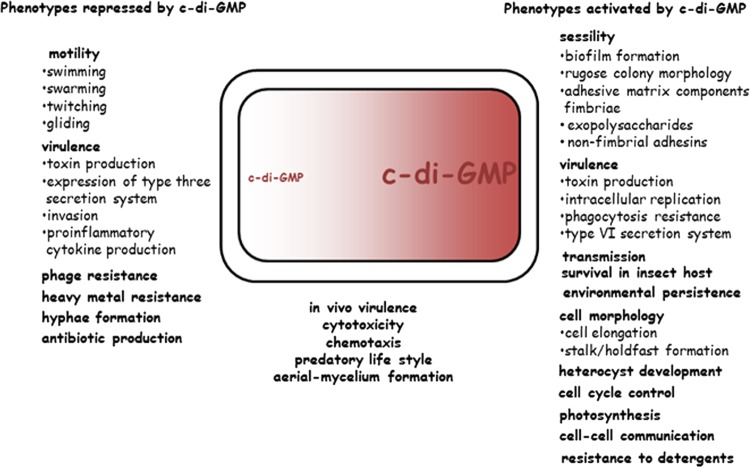 Phenotypes repressed by c-di-GMP
motility
•swimming
•swarming
•twitching
•gliding
virulence
•toxin production
•expression of type three
secretion system
•invasion
•proinflammatory
cytokine production
phage resistance
heavy metal resistance
hyphae formation
antibiotic production
c-di-GMP
c-di-GMP
in vivo virulence
cytotoxicity
chemotaxis
predatory life style
aerial-mycelium formation
Phenotypes activated by c-di-GMP
sessility
•biofilm formation
•rugose colony morphology
•adhesive matrix components
fimbriae
• exopolysaccharides
• non-fimbrial adhesins
virulence
•toxin production
•intracellular replication
•phagocytosis resistance
•type VI secretion system
transmission
survival in insect host
environmental persistence
cell morphology
•cell elongation
•stalk/holdfast formation
heterocyst development
cell cycle control
photosynthesis
cell-cell communication
resistance to detergents